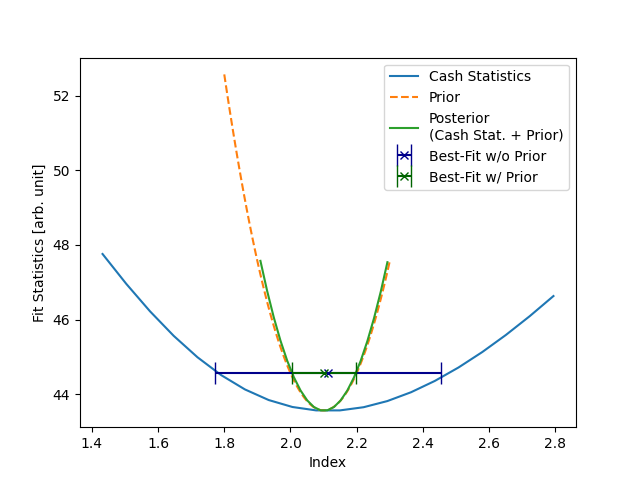 Cash Statistics
Prior
Posterior
(Cash Stat. + Prior)
Best-Fit w/o Prior
Best-Fit w/ Prior
Fit Statistics [arb. unit]
52
50
48
46
44
1.4 1.6 1.8 2.0 2.2 2.4 2.6 2.8
Index